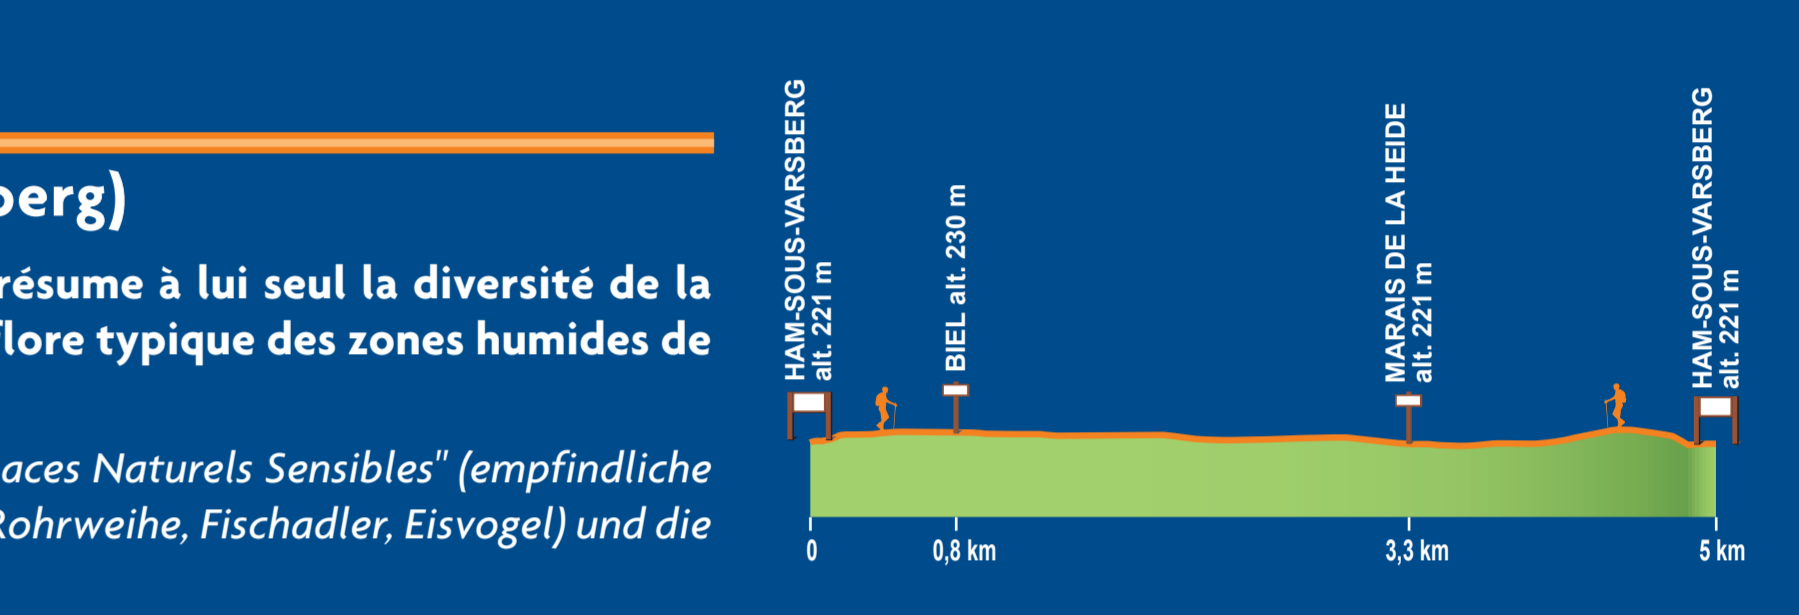 berg)
résume à lui seul la diversité de la
flore typique des zones humides de
aces Naturels Sensibles" (empfindliche
Rohrweihe, Fischadler, Eisvogel) und die
HAM-SOUS-VARSBERG
alt. 221 m
BIEL alt. 230 m
MARAIS DE LA HEIDE
alt. 221 m
HAM-SOUS-VARSBERG
alt. 221 m
0
0,8 km
3,3 km
5 km